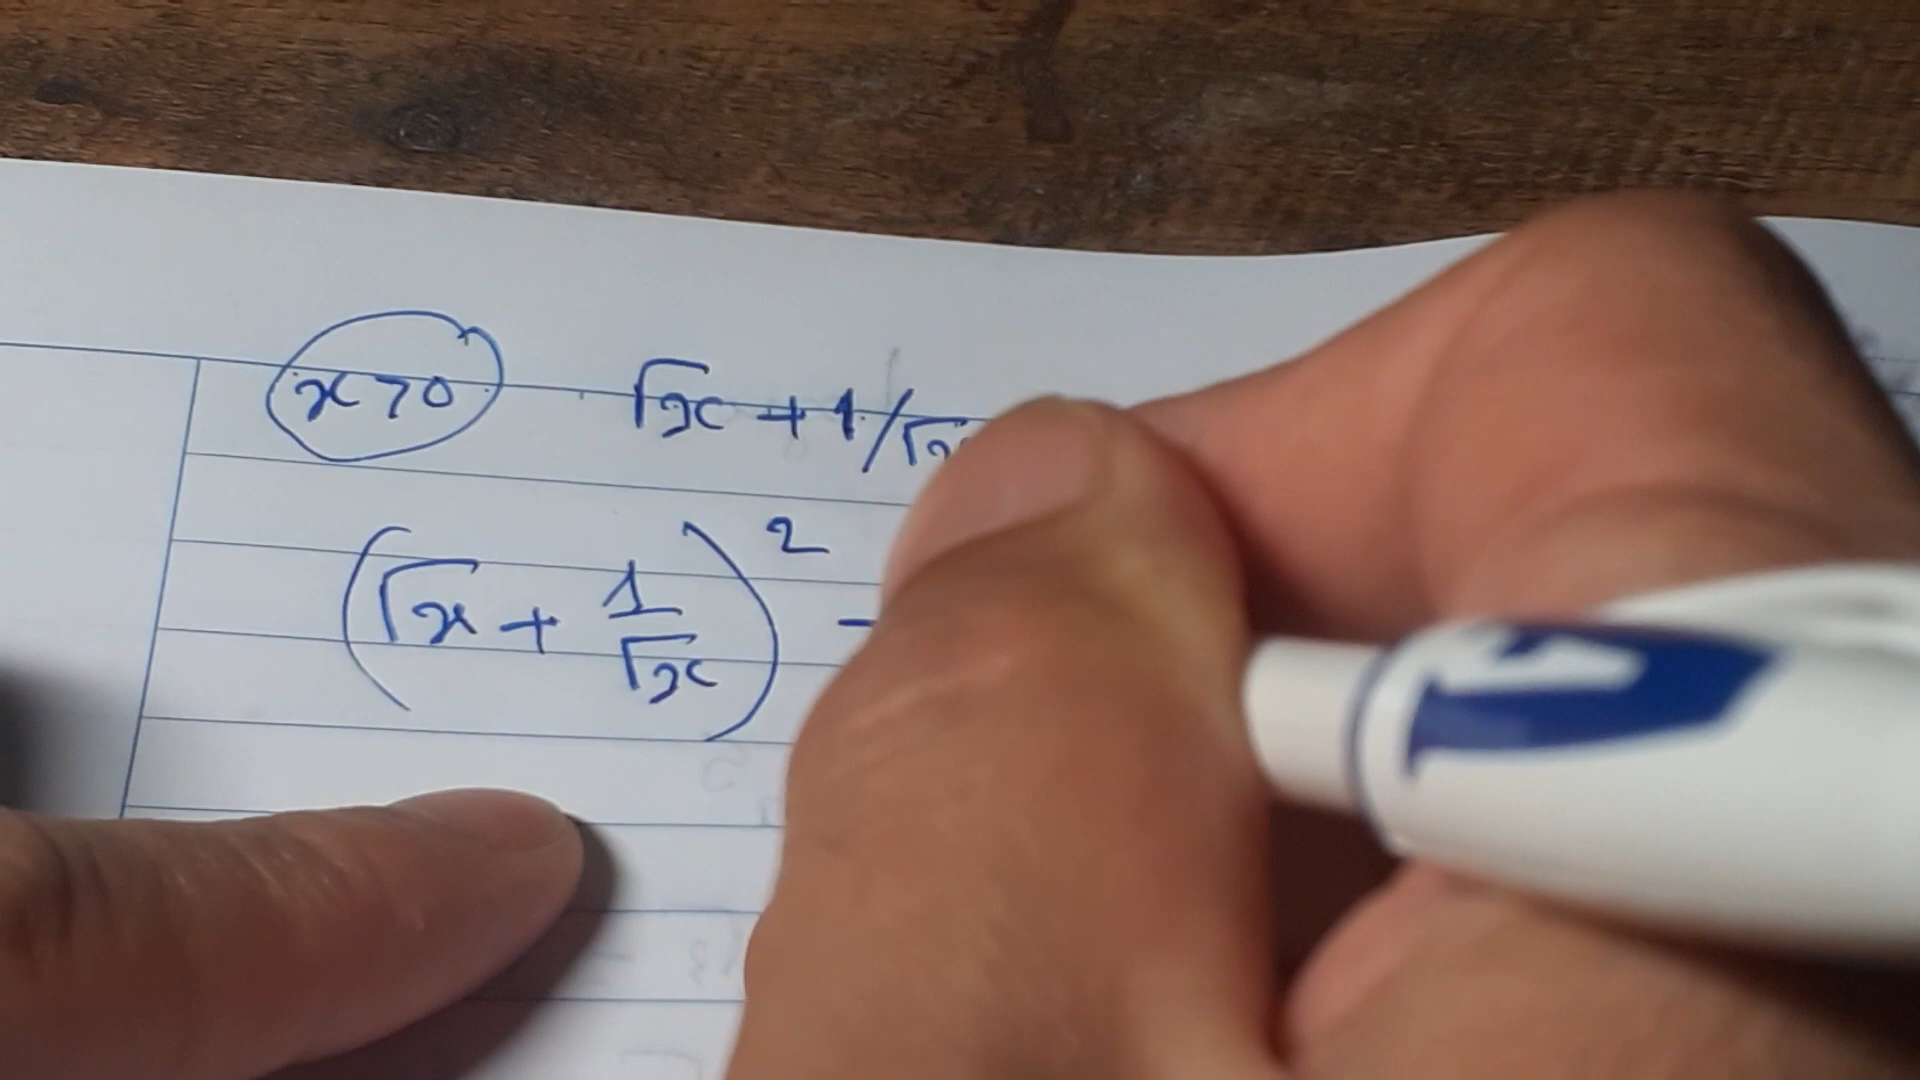 x>0 √x + 1/√x
(√x + 1/√x)² =